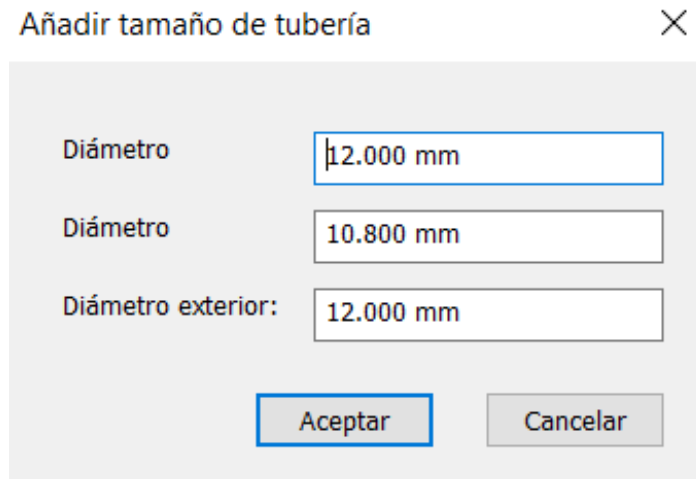 Añadir tamaño de tubería
Diámetro 12.000 mm
Diámetro 10.800 mm
Diámetro exterior: 12.000 mm
Aceptar Cancelar